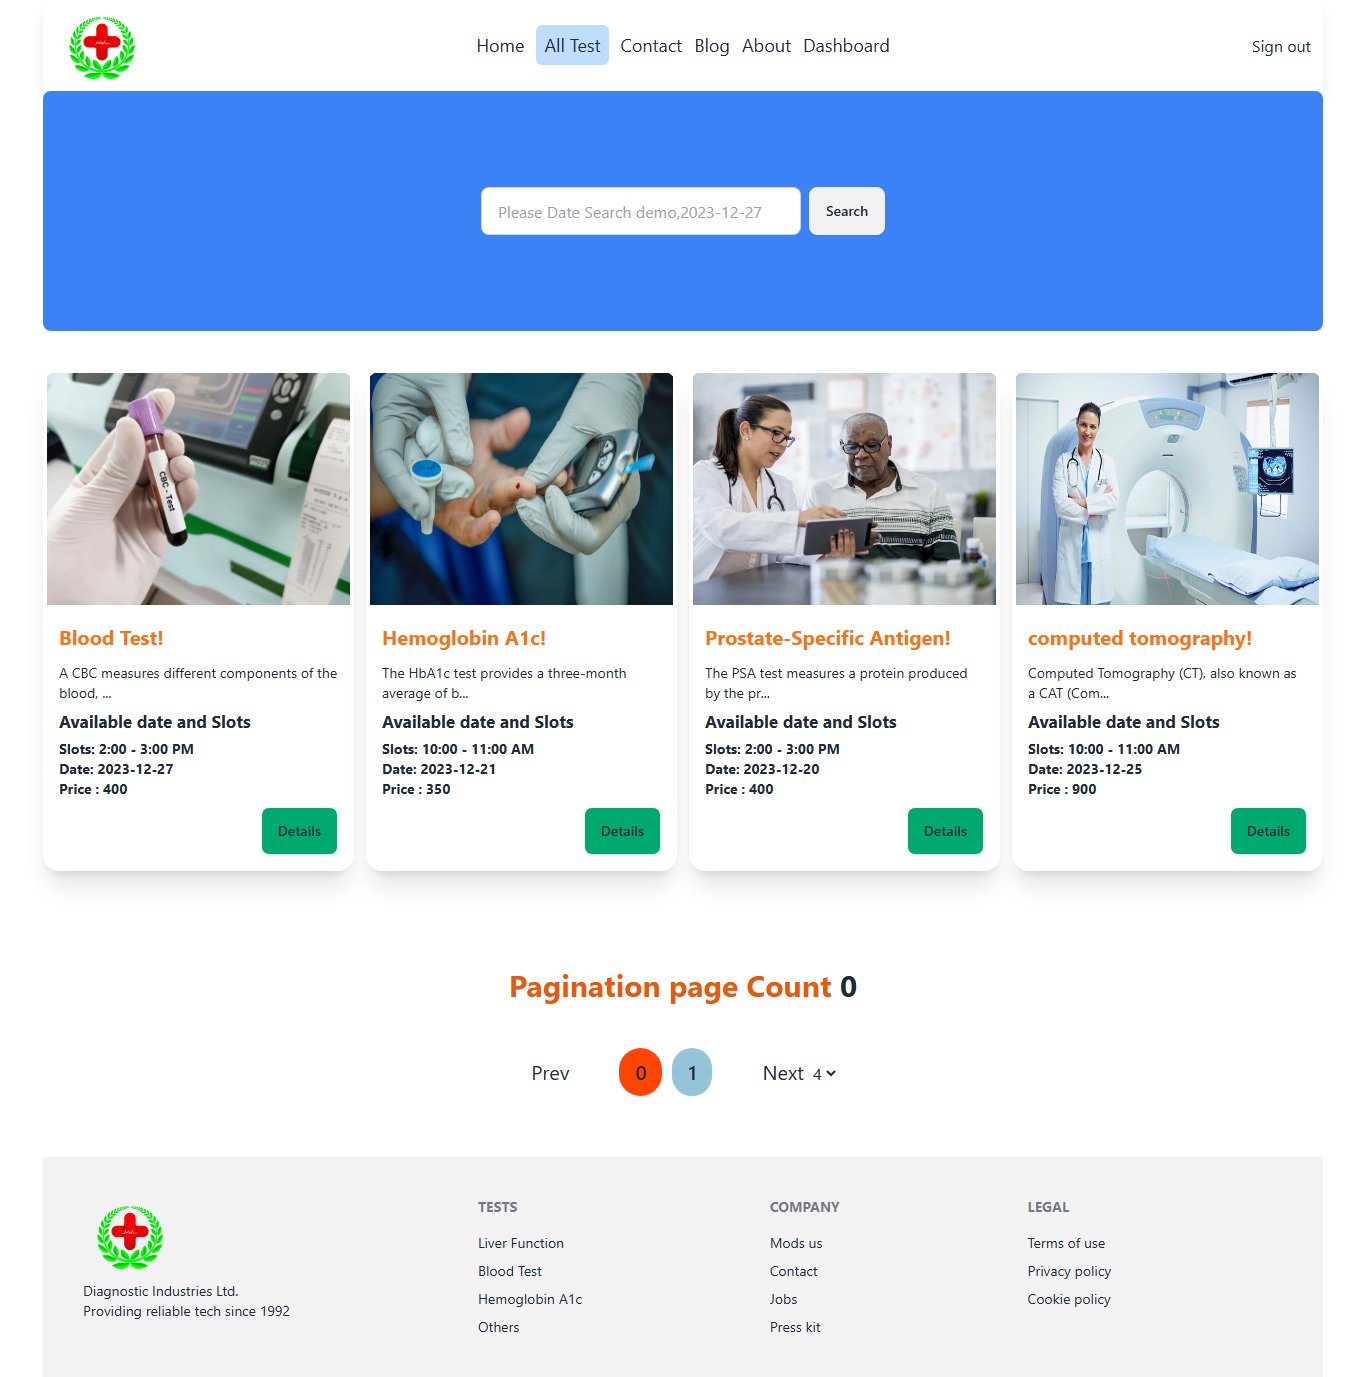 Home
All Test
Contact
Blog
About
Dashboard
Sign out
Please Date Search demo,2023-12-27
Search
CBC - Test
Blood Test!
A CBC measures different components of the
blood, ...
Available date and Slots
Slots: 2:00 - 3:00 PM
Date: 2023-12-27
Price : 400
Details
Hemoglobin A1c!
The HbA1c test provides a three-month
average of b...
Available date and Slots
Slots: 10:00 - 11:00 AM
Date: 2023-12-21
Price : 350
Details
Prostate-Specific Antigen!
The PSA test measures a protein produced
by the pr...
Available date and Slots
Slots: 2:00 - 3:00 PM
Date: 2023-12-20
Price : 400
Details
computed tomography!
Computed Tomography (CT), also known as
a CAT (Com...
Available date and Slots
Slots: 10:00 - 11:00 AM
Date: 2023-12-25
Price : 900
Details
Pagination page Count 0
Prev
0
1
Next
4
Diagnostic Industries Ltd.
Providing reliable tech since 1992
TESTS
Liver Function
Blood Test
Hemoglobin A1c
Others
COMPANY
Mods us
Contact
Jobs
Press kit
LEGAL
Terms of use
Privacy policy
Cookie policy